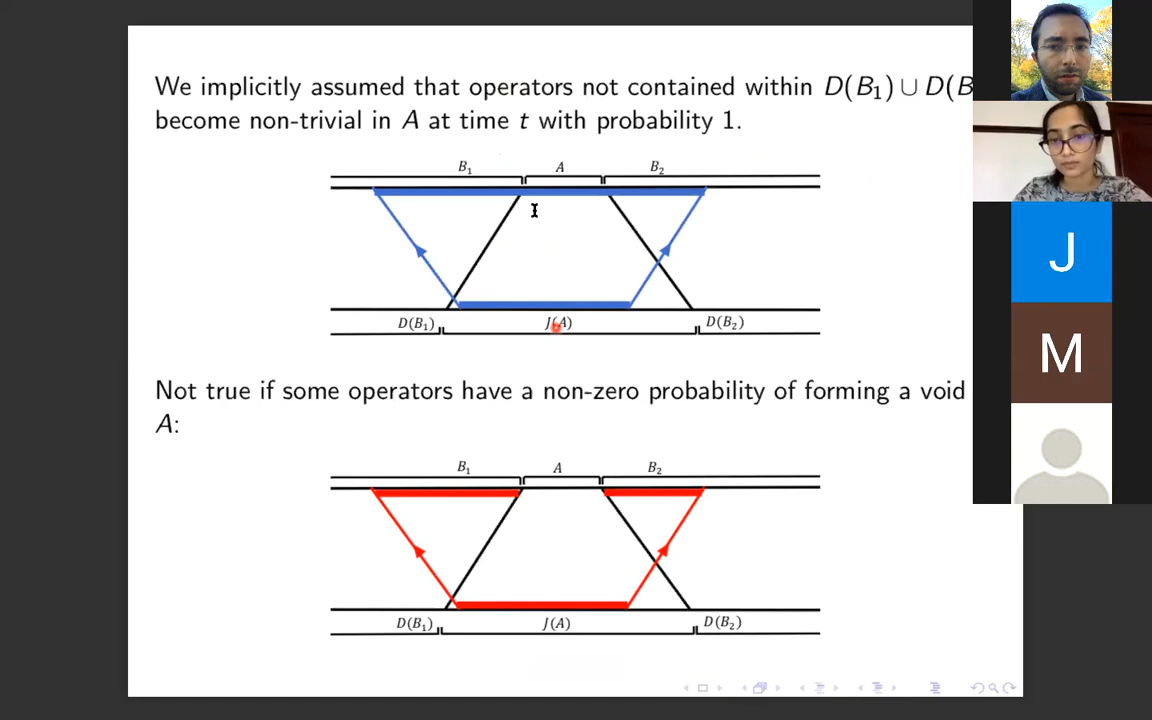 We implicitly assumed that operators not contained within D(B₁) ∪ D(B
become non-trivial in A at time t with probability 1.
B₁ A B₂
D(B₁) J(A) D(B₂)
Not true if some operators have a non-zero probability of forming a void
A:
B₁ A B₂
D(B₁) J(A) D(B₂)
J
M